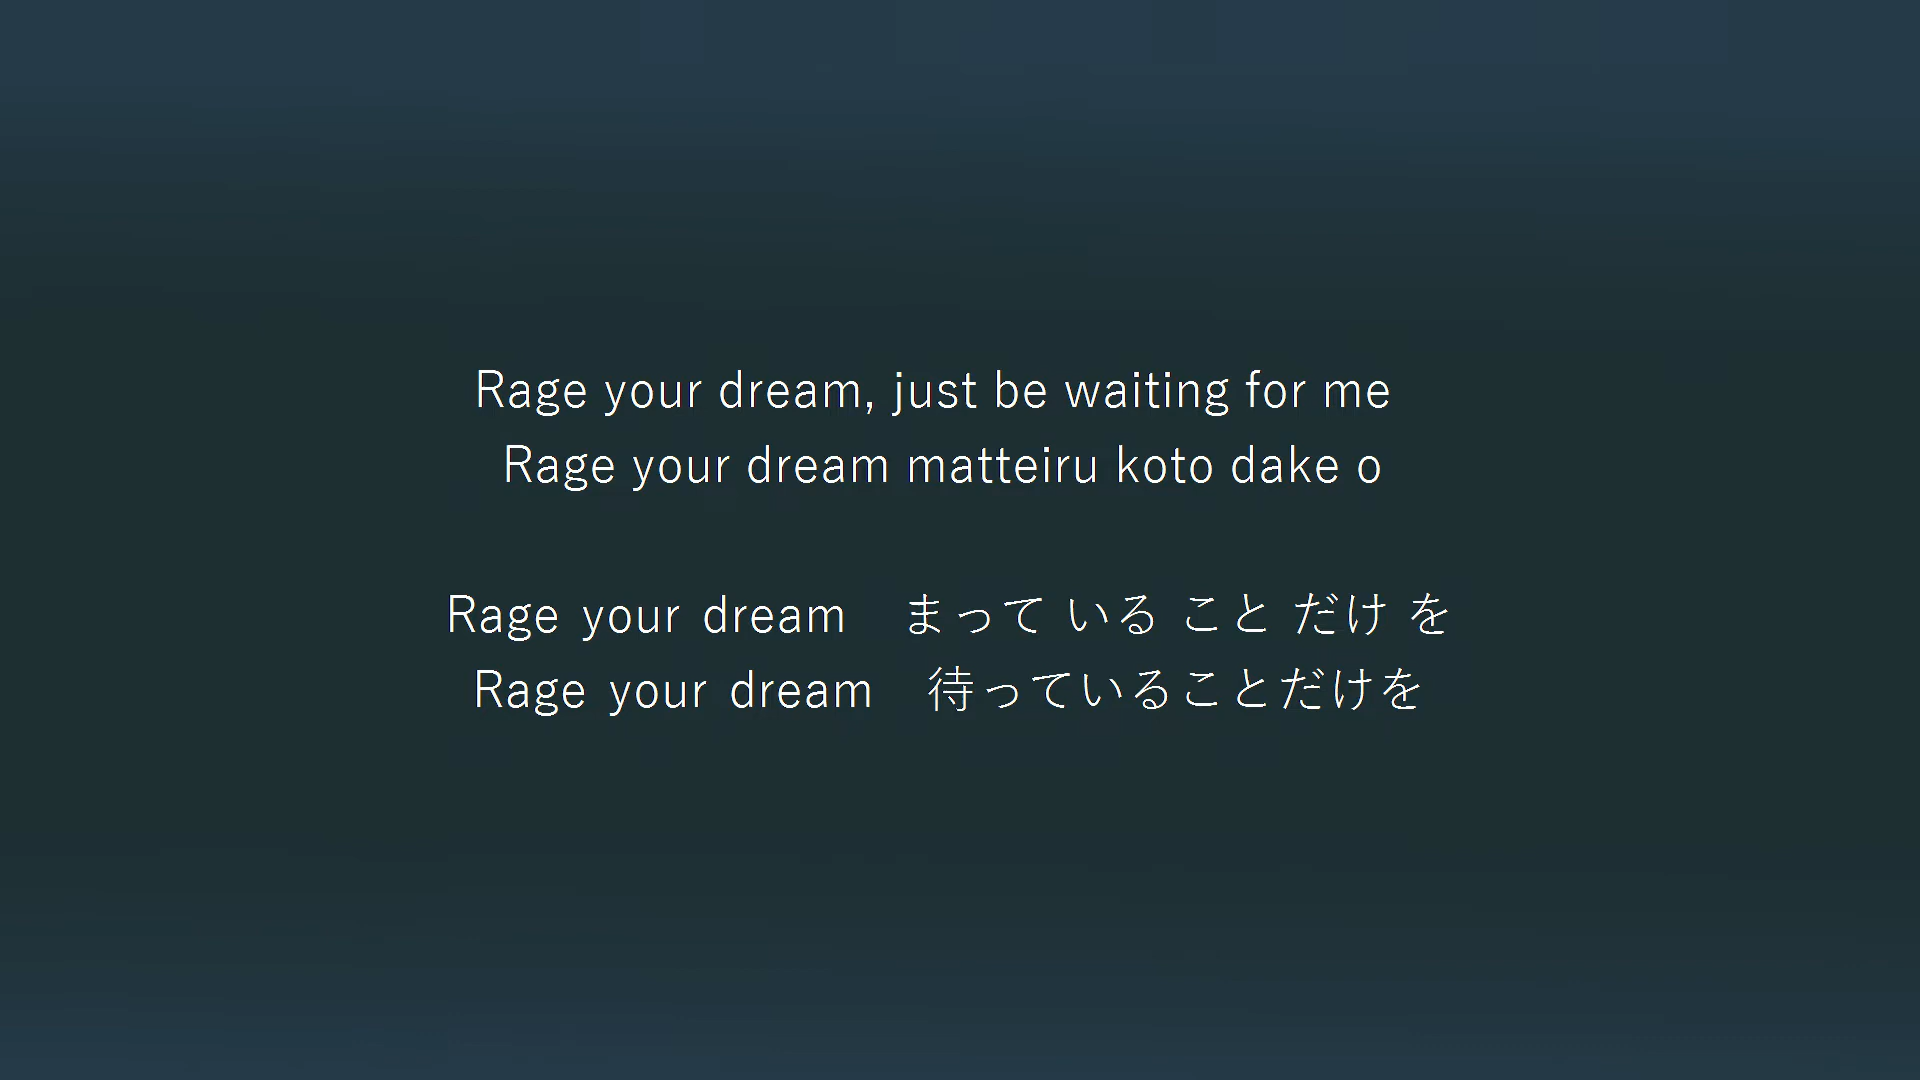 Rage your dream, just be waiting for me
Rage your dream matteiru koto dake o
Rage your dream　まって いる こと だけ を
Rage your dream　待っていることだけを